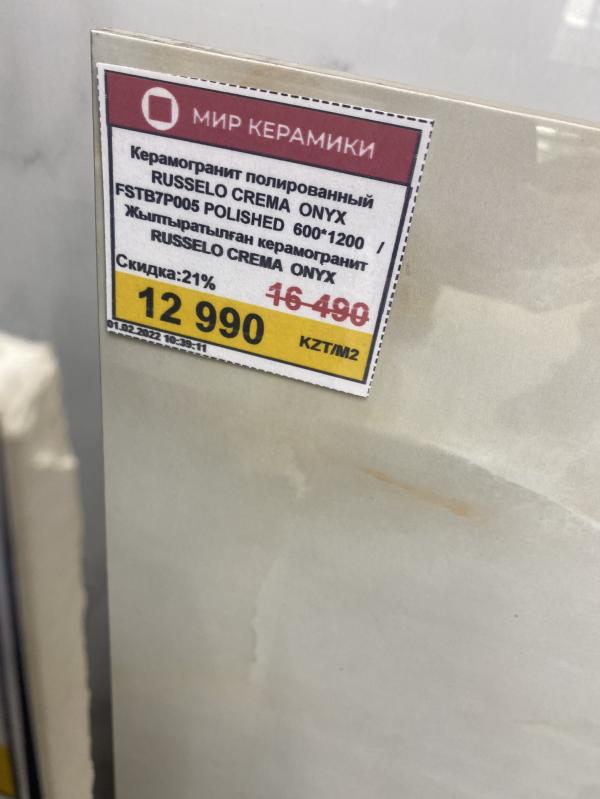 МИР КЕРАМИКИ
Керамогранит полированный
RUSSELO CREMA ONYX
FSTB7P005 POLISHED 600*1200 /
Жылтыратылған керамогранит
RUSSELO CREMA ONYX
Скидка:21% 16 490
12 990 KZT/M2
01.02.2022 10:39:11